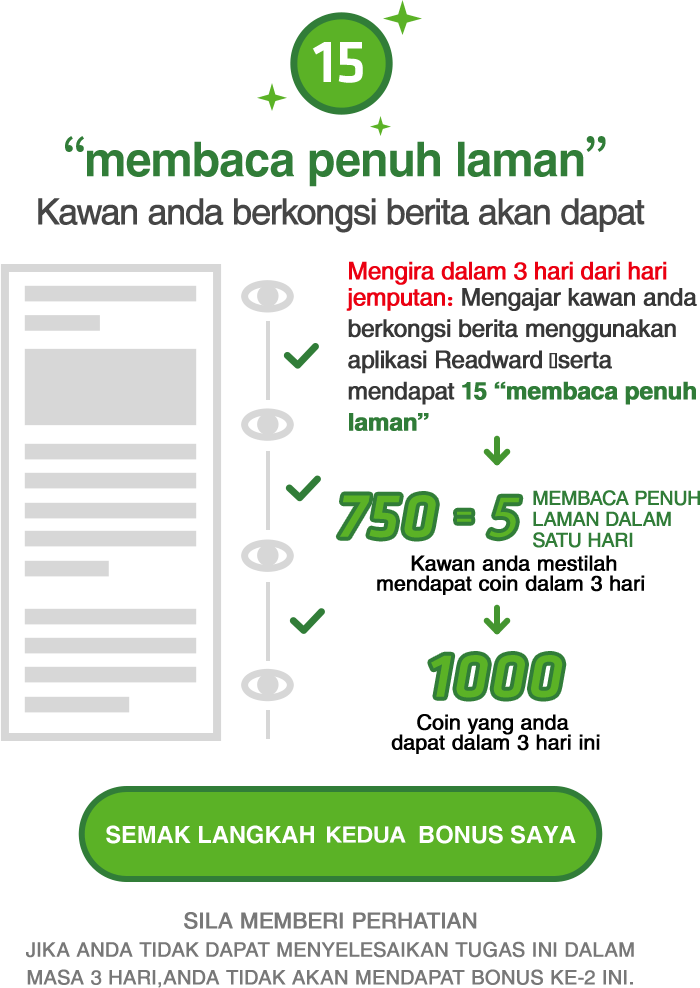 15
“membaca penuh laman”
Kawan anda berkongsi berita akan dapat
Mengira dalam 3 hari dari hari
jemputan: Mengajar kawan anda
berkongsi berita menggunakan
aplikasi Readward ▯serta
mendapat 15 “membaca penuh
laman”
750 = 5 MEMBACA PENUH
LAMAN DALAM
SATU HARI
Kawan anda mestilah
mendapat coin dalam 3 hari
1000
Coin yang anda
dapat dalam 3 hari ini
SEMAK LANGKAH KEDUA BONUS SAYA
SILA MEMBERI PERHATIAN
JIKA ANDA TIDAK DAPAT MENYELESAIKAN TUGAS INI DALAM
MASA 3 HARI,ANDA TIDAK AKAN MENDAPAT BONUS KE-2 INI.